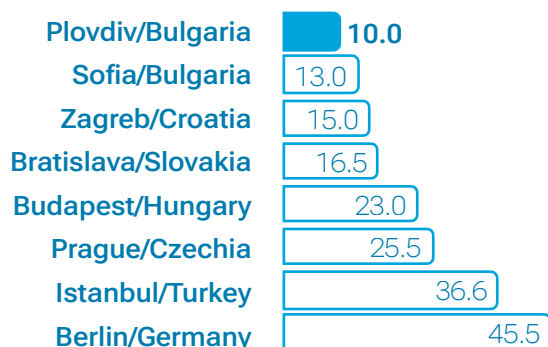 Plovdiv/Bulgaria 10.0
Sofia/Bulgaria 13.0
Zagreb/Croatia 15.0
Bratislava/Slovakia 16.5
Budapest/Hungary 23.0
Prague/Czechia 25.5
Istanbul/Turkey 36.6
Berlin/Germany 45.5